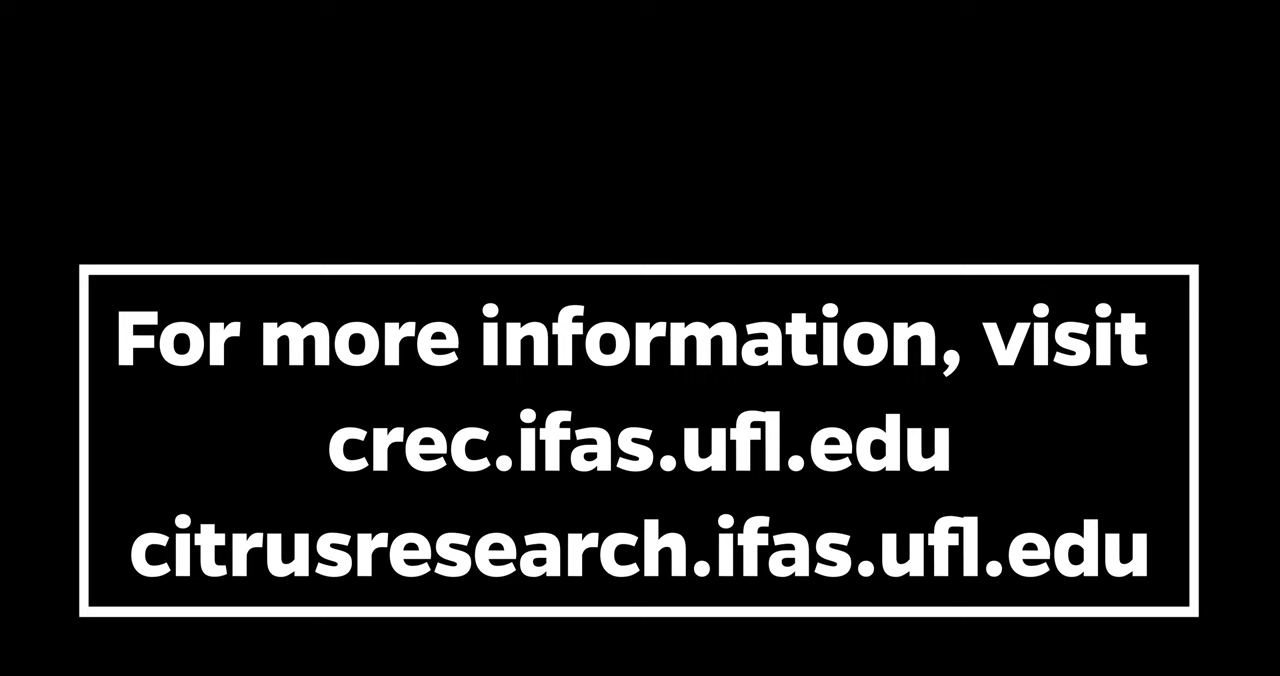 For more information, visit
crec.ifas.ufl.edu
citrusresearch.ifas.ufl.edu